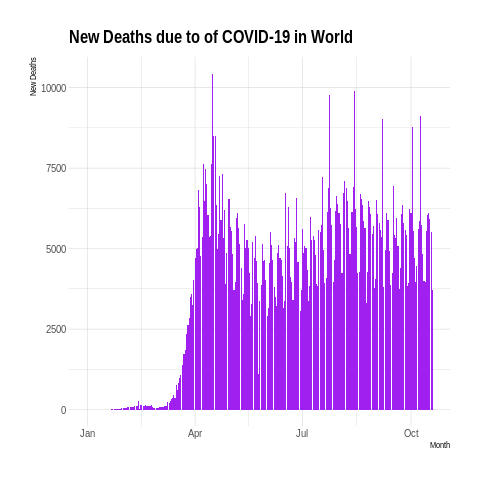 New Deaths due to of COVID-19 in World
New Deaths
10000
7500
5000
2500
0
Jan Apr Jul Oct
Month